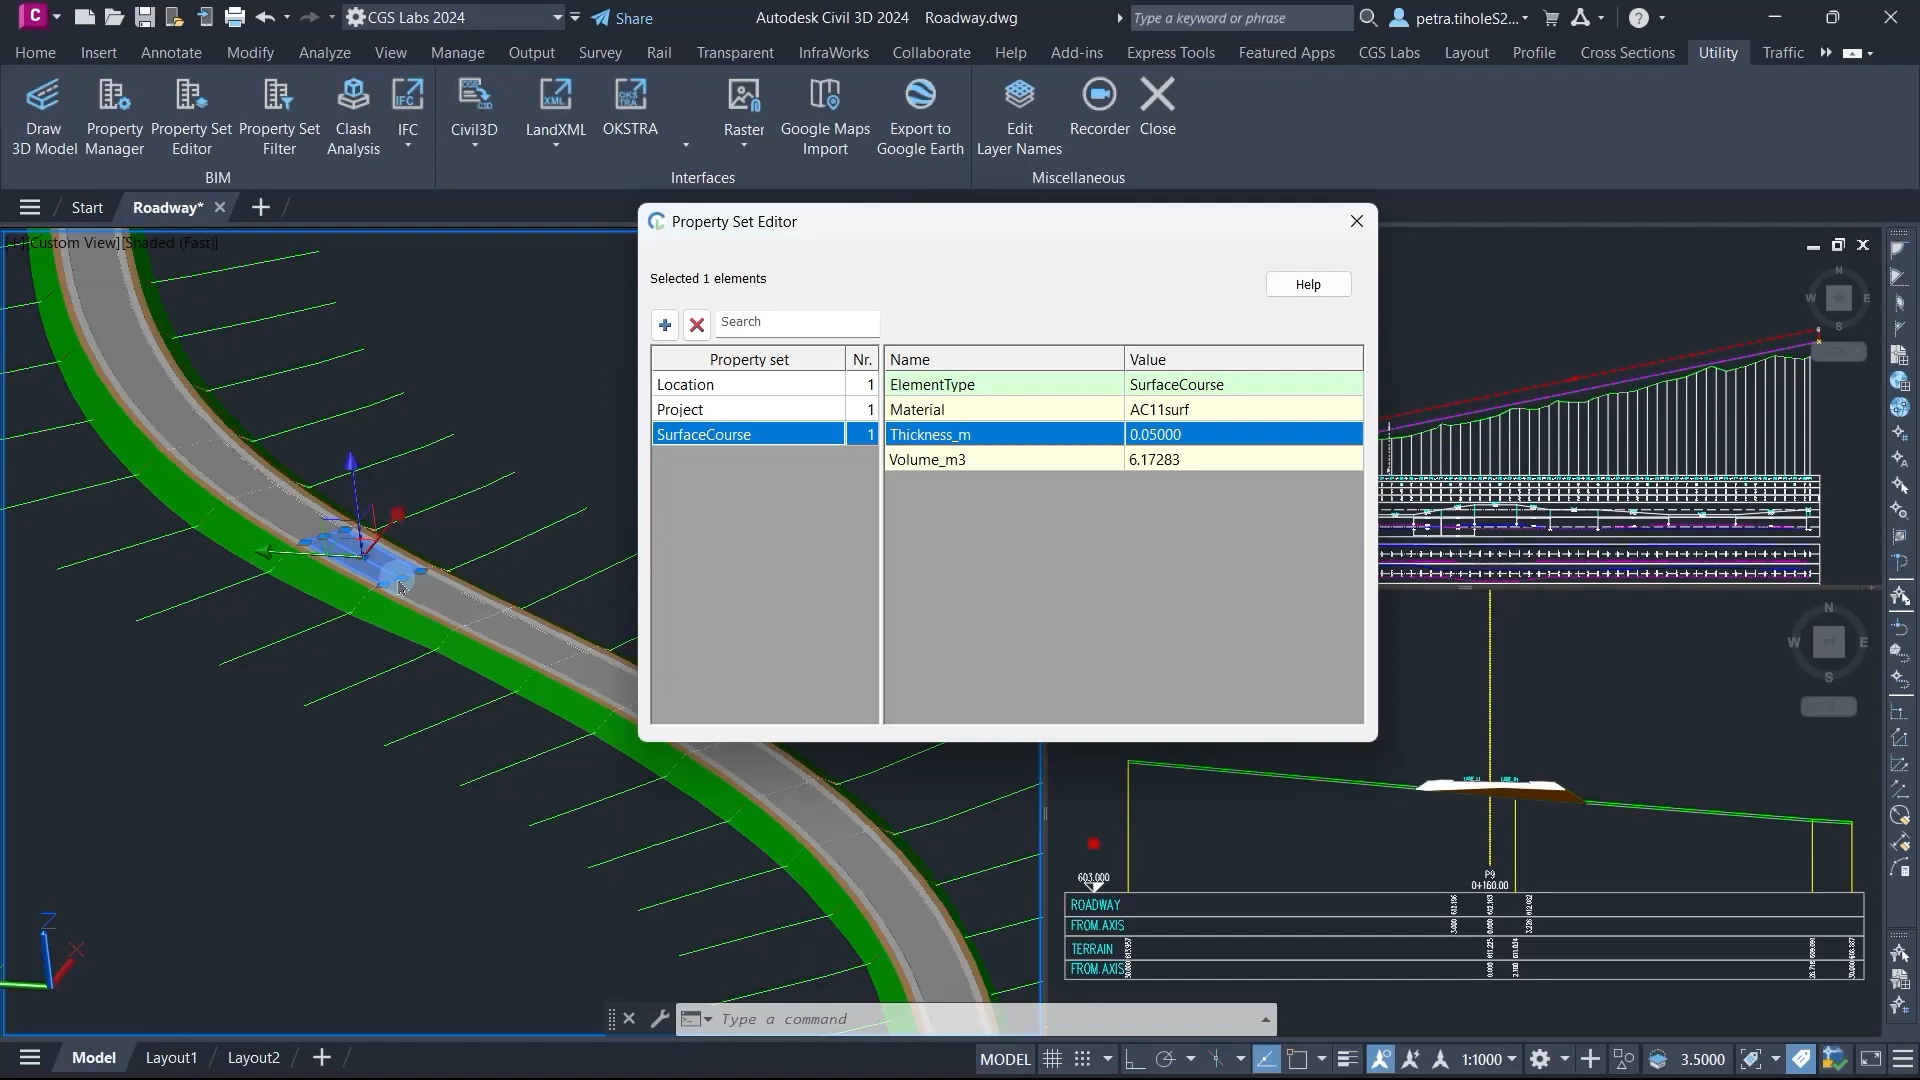 C
CGS Labs 2024
Share
Autodesk Civil 3D 2024 Roadway.dwg
Type a keyword or phrase
petra.tiholeS2...
Home Insert Annotate Modify Analyze View Manage Output Survey Rail Transparent InfraWorks Collaborate Help Add-ins Express Tools Featured Apps CGS Labs Layout Profile Cross Sections Utility Traffic
Draw 3D Model
Property Manager
Property Set Editor
Property Set Filter
Clash Analysis
IFC
Civil3D
LandXML
OKSTRA
Raster
Google Maps Import
Export to Google Earth
Edit Layer Names
Recorder
Close
BIM
Interfaces
Miscellaneous
Start
Roadway*
[Custom View][Shaded (Fast)]
Property Set Editor
Selected 1 elements
Help
Search
Property set Nr. Name Value
Location 1 ElementType SurfaceCourse
Project 1 Material AC11surf
SurfaceCourse 1 Thickness_m 0.05000
Volume_m3 6.17283
N
W E
S
N
W E
S
603.000
P9
0+160.00
ROADWAY
FROM.AXIS
TERRAIN
FROM.AXIS
Z
X
Type a command
Model Layout1 Layout2
MODEL
1:1000
3.5000